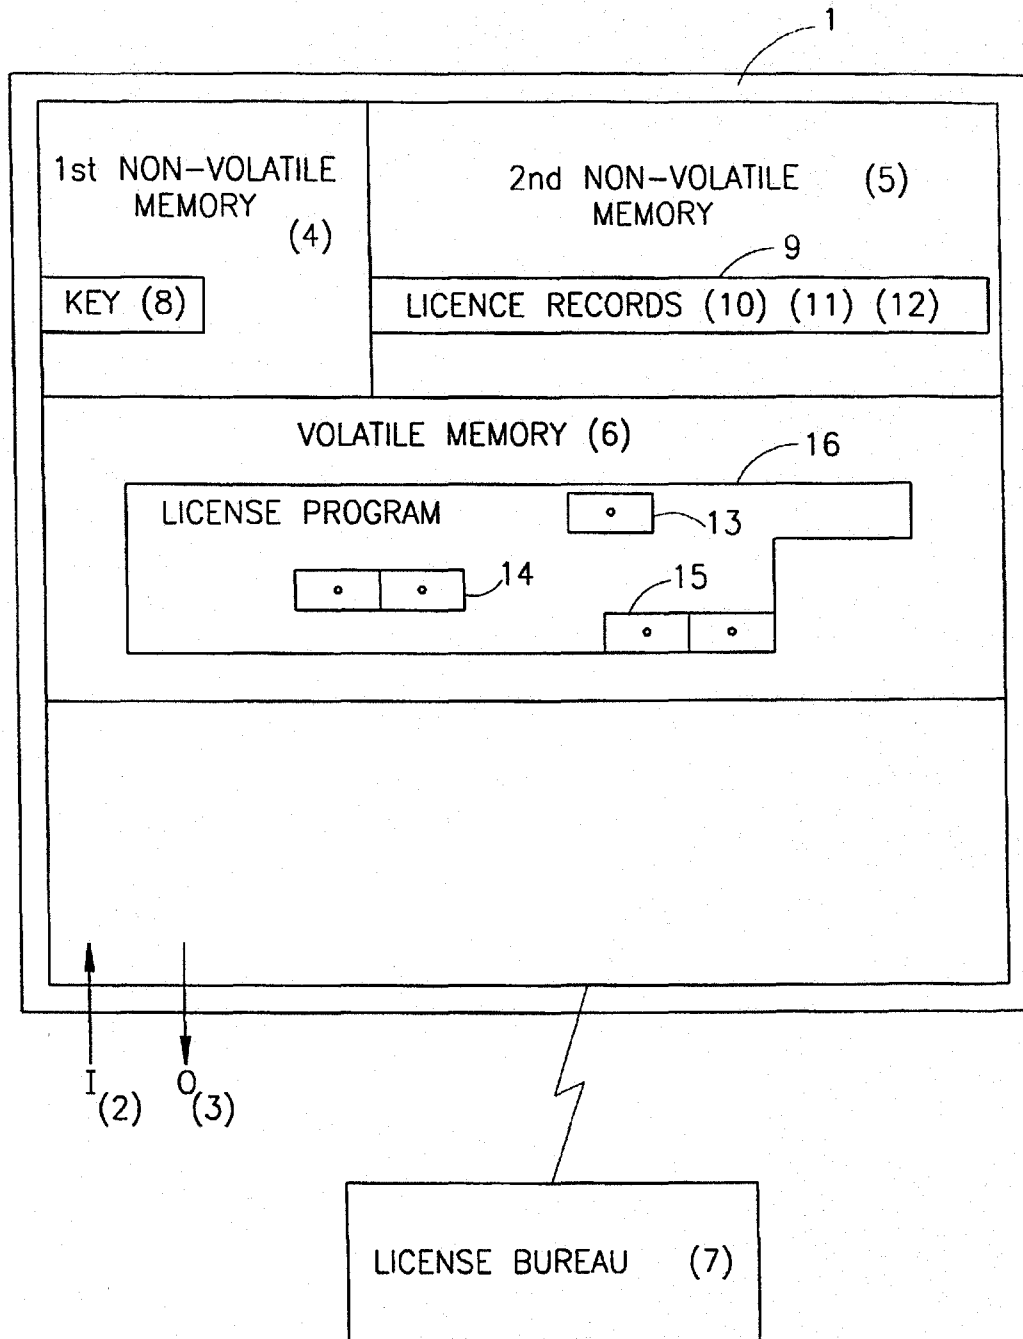 1
1st NON-VOLATILE
MEMORY
(4)
2nd NON-VOLATILE (5)
MEMORY
9
KEY (8)
LICENCE RECORDS (10) (11) (12)
VOLATILE MEMORY (6)
16
LICENSE PROGRAM
13
14
15
I
(2)
O
(3)
LICENSE BUREAU (7)